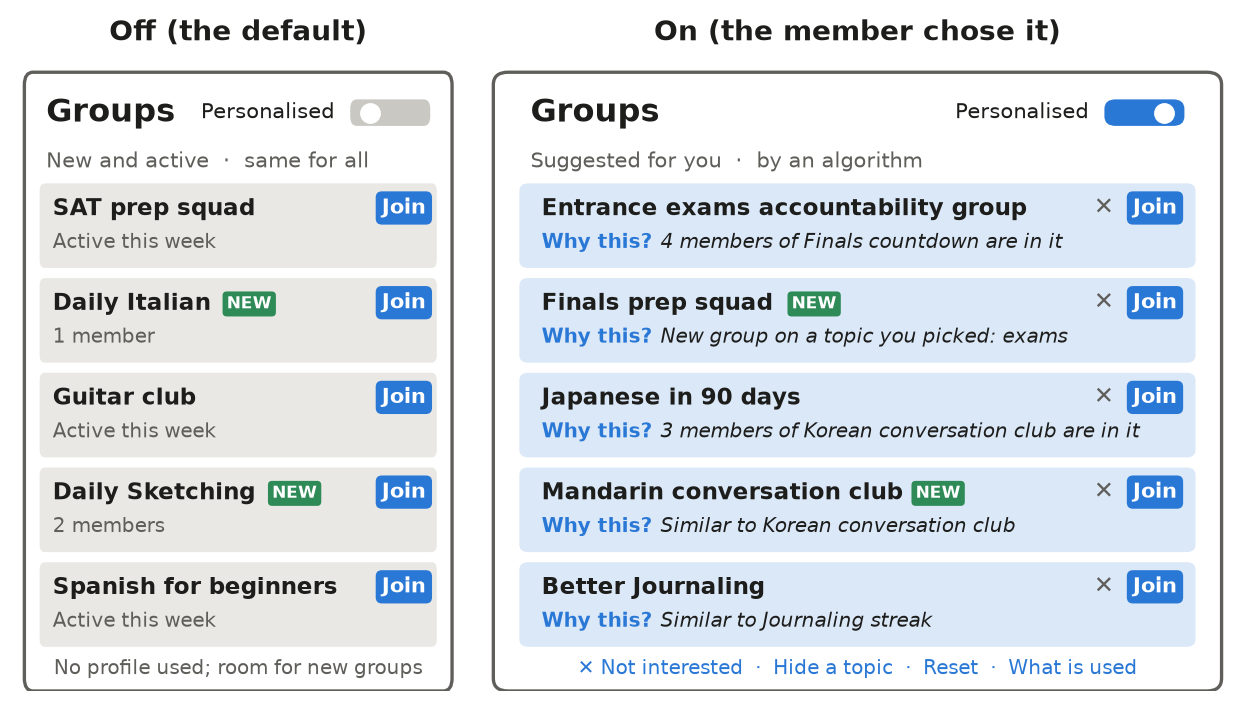 Off (the default)
Groups Personalised
New and active · same for all
SAT prep squad Join
Active this week
Daily Italian NEW Join
1 member
Guitar club Join
Active this week
Daily Sketching NEW Join
2 members
Spanish for beginners Join
Active this week
No profile used; room for new groups
On (the member chose it)
Groups Personalised
Suggested for you · by an algorithm
Entrance exams accountability group ✕ Join
Why this? 4 members of Finals countdown are in it
Finals prep squad NEW ✕ Join
Why this? New group on a topic you picked: exams
Japanese in 90 days ✕ Join
Why this? 3 members of Korean conversation club are in it
Mandarin conversation club NEW ✕ Join
Why this? Similar to Korean conversation club
Better Journaling ✕ Join
Why this? Similar to Journaling streak
✕ Not interested · Hide a topic · Reset · What is used